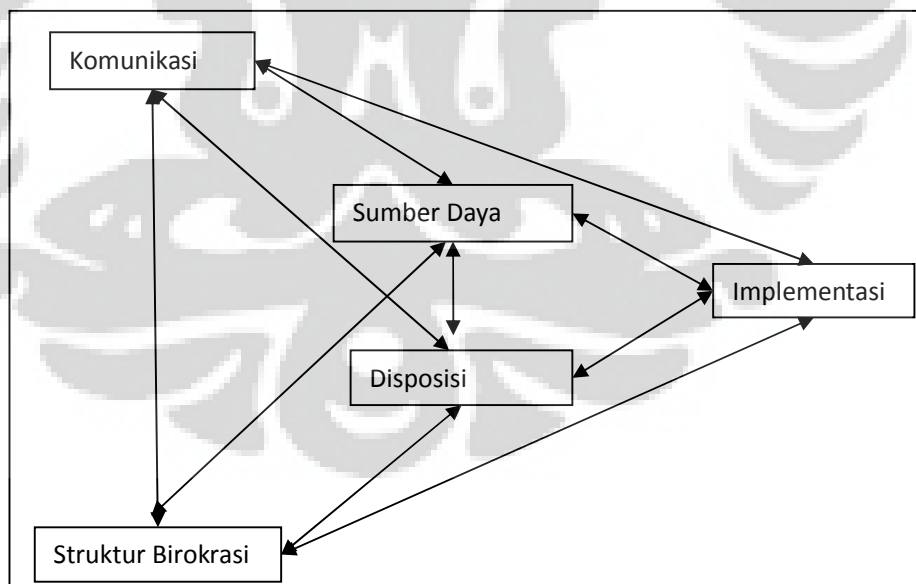 Komunikasi
Sumber Daya
Implementasi
Disposisi
Struktur Birokrasi